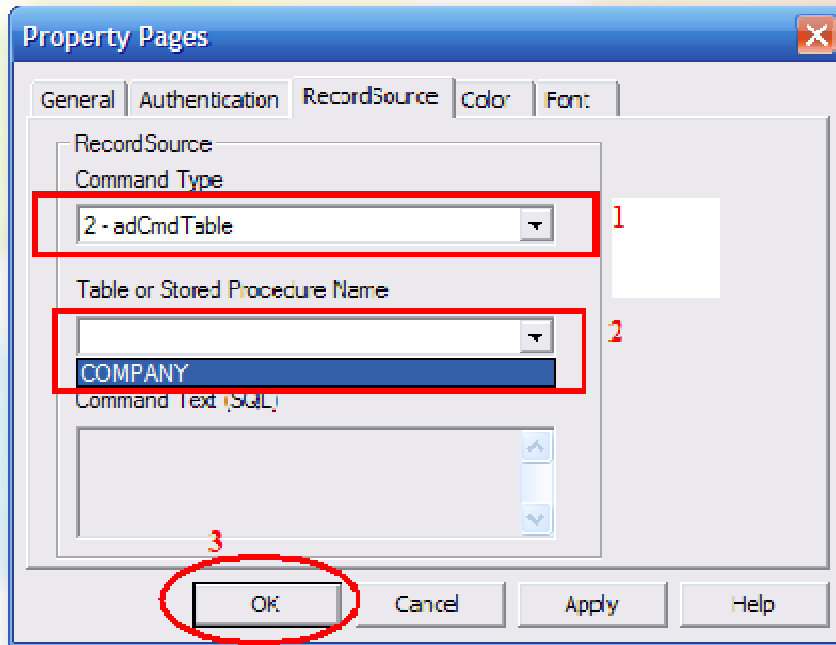 Property Pages
General Authentication RecordSource Color Font
RecordSource
Command Type
2 - adCmdTable
1
Table or Stored Procedure Name
2
COMPANY
Command Text (SQL)
3
OK Cancel Apply Help